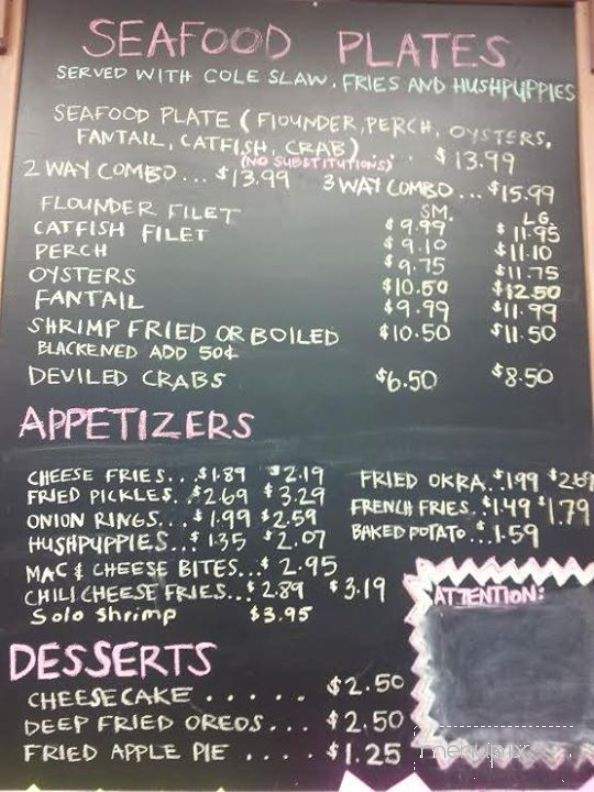 SEAFOOD PLATES
SERVED WITH COLE SLAW, FRIES AND HUSHPUPPIES
SEAFOOD PLATE (FLOUNDER, PERCH, OYSTERS,
FANTAIL, CATFISH, CRAB) . . . $13.99
(NO SUBSTITUTIONS)
2 WAY COMBO... $13.99 3 WAY COMBO... $15.99
SM. LG.
FLOUNDER FILET $9.99 $11.95
CATFISH FILET $9.10 $11.10
PERCH $9.75 $11.75
OYSTERS $10.50 $12.50
FANTAIL $9.99 $11.99
SHRIMP FRIED OR BOILED $10.50 $11.50
BLACKENED ADD 50¢
DEVILED CRABS $6.50 $8.50
APPETIZERS
CHEESE FRIES... $1.89 $2.19
FRIED PICKLES. $2.69 $3.29
ONION RINGS... $1.99 $2.59
HUSHPUPPIES... $1.35 $2.07
MAC & CHEESE BITES... $2.95
CHILI CHEESE FRIES.. $2.89 $3.19
Solo Shrimp $3.95
FRIED OKRA.. $1.99 $2.69
FRENCH FRIES. $1.49 $1.79
BAKED POTATO... $1.59
ATTENTION:
DESSERTS
CHEESECAKE . . . . . $2.50
DEEP FRIED OREOS... $2.50
FRIED APPLE PIE . . . . $1.25